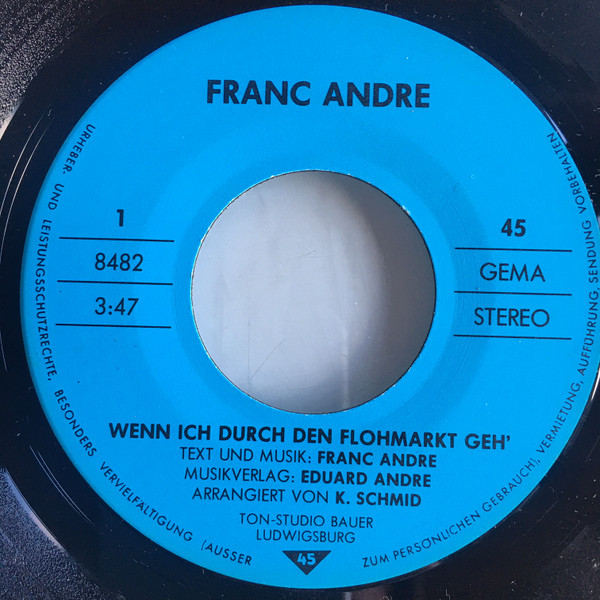 FRANC ANDRE
1
8482
3:47
45
GEMA
STEREO
WENN ICH DURCH DEN FLOHMARKT GEH'
TEXT UND MUSIK: FRANC ANDRE
MUSIKVERLAG: EDUARD ANDRE
ARRANGIERT VON K. SCHMID
TON-STUDIO BAUER
LUDWIGSBURG
45
URHEBER- UND LEISTUNGSSCHUTZRECHTE, BESONDERS VERVIELFÄLTIGUNG (AUSSER ZUM PERSÖNLICHEN GEBRAUCH), VERMIETUNG, AUFFÜHRUNG, SENDUNG VORBEHALTEN